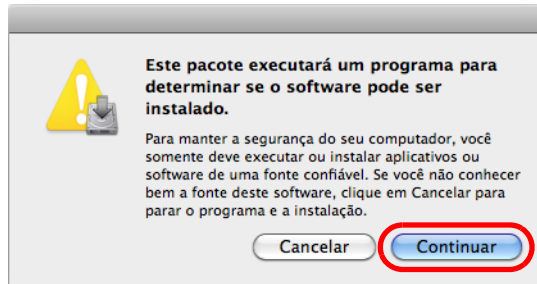 Este pacote executará um programa para
determinar se o software pode ser
instalado.
Para manter a segurança do seu computador, você
somente deve executar ou instalar aplicativos ou
software de uma fonte confiável. Se você não conhecer
bem a fonte deste software, clique em Cancelar para
parar o programa e a instalação.
Cancelar
Continuar